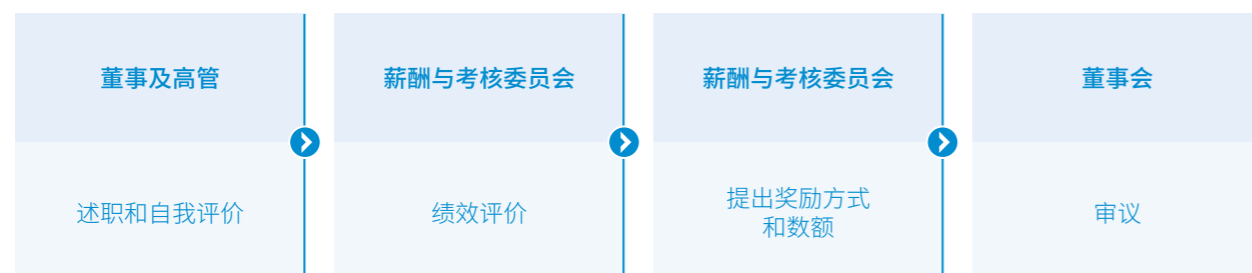 董事及高管
述职和自我评价
薪酬与考核委员会
绩效评价
薪酬与考核委员会
提出奖励方式
和数额
董事会
审议